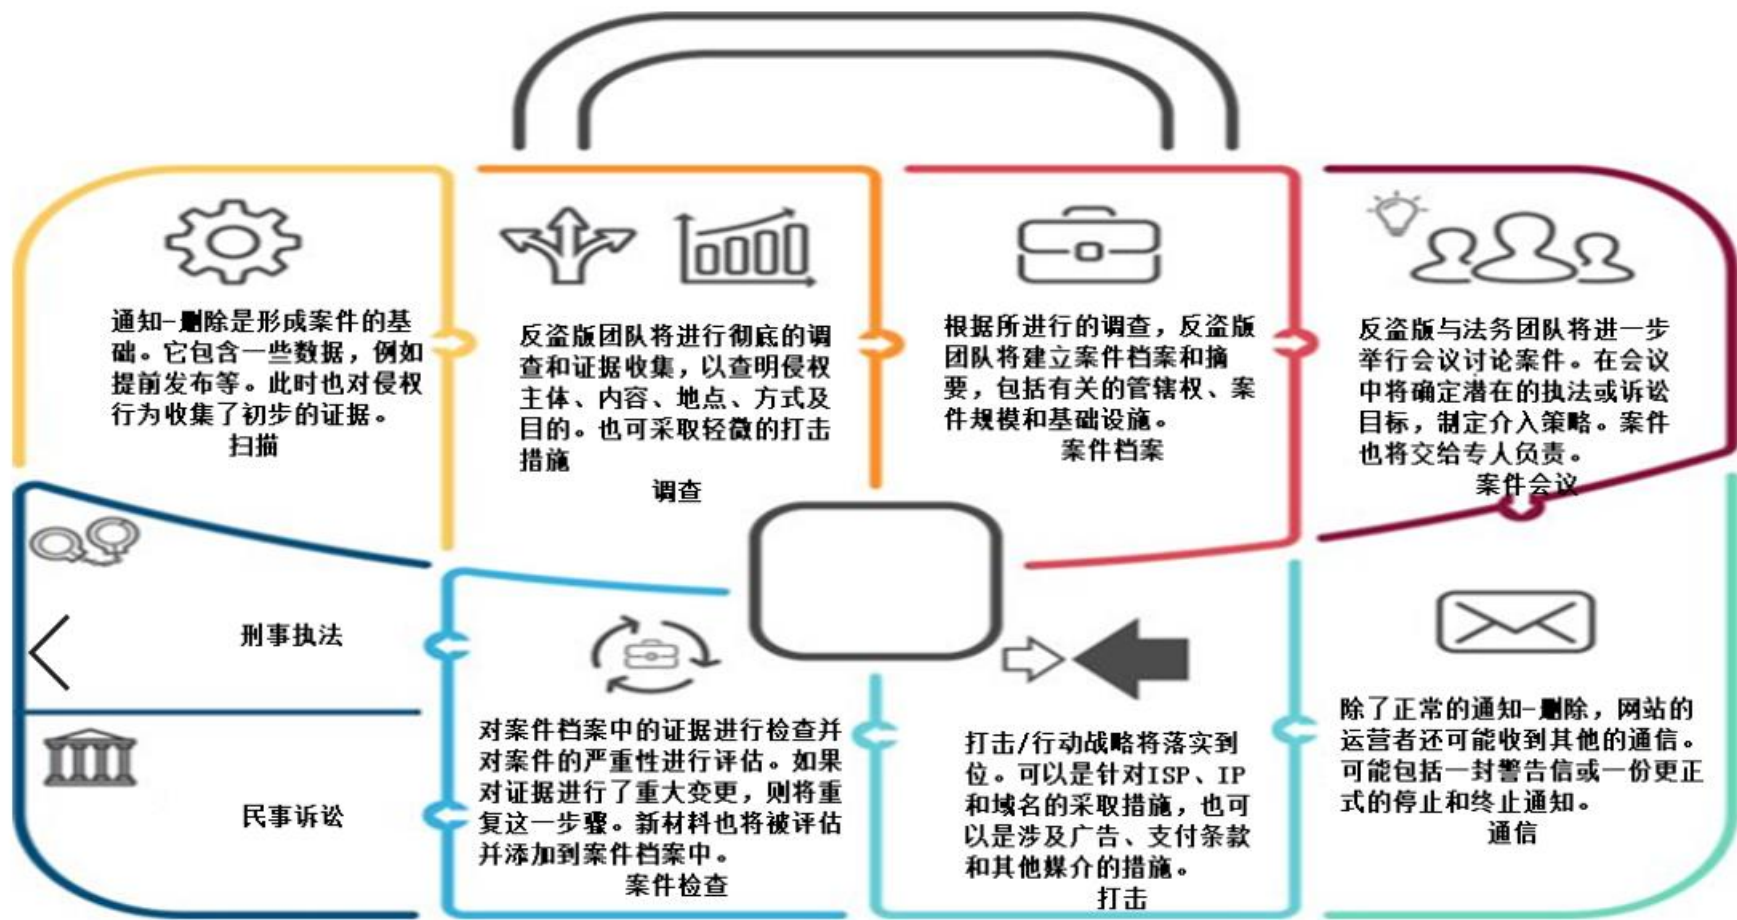 通知-删除是形成案件的基
础。它包含一些数据，例如
提前发布等。此时也对侵权
行为收集了初步的证据。
扫描
反盗版团队将进行彻底的调
查和证据收集，以查明侵权
主体、内容、地点、方式及
目的。也可采取轻微的打击
措施
调查
根据所进行的调查，反盗版
团队将建立案件档案和摘
要，包括有关的管辖权、案
件规模和基础设施。
案件档案
反盗版与法务团队将进一步
举行会议讨论案件。在会议
中将确定潜在的执法或诉讼
目标，制定介入策略。案件
也将交给专人负责。
案件会议
除了正常的通知-删除，网站的
运营者还可能收到其他的通信。
可能包括一封警告信或一份更正
式的停止和终止通知。
通信
打击/行动战略将落实到
位。可以是针对ISP、IP
和域名的采取措施，也可
以是涉及广告、支付条款
和其他媒介的措施。
打击
对案件档案中的证据进行检查并
对案件的严重性进行评估。如果
对证据进行了重大变更，则将重
复这一步骤。新材料也将被评估
并添加到案件档案中。
案件检查
刑事执法
民事诉讼